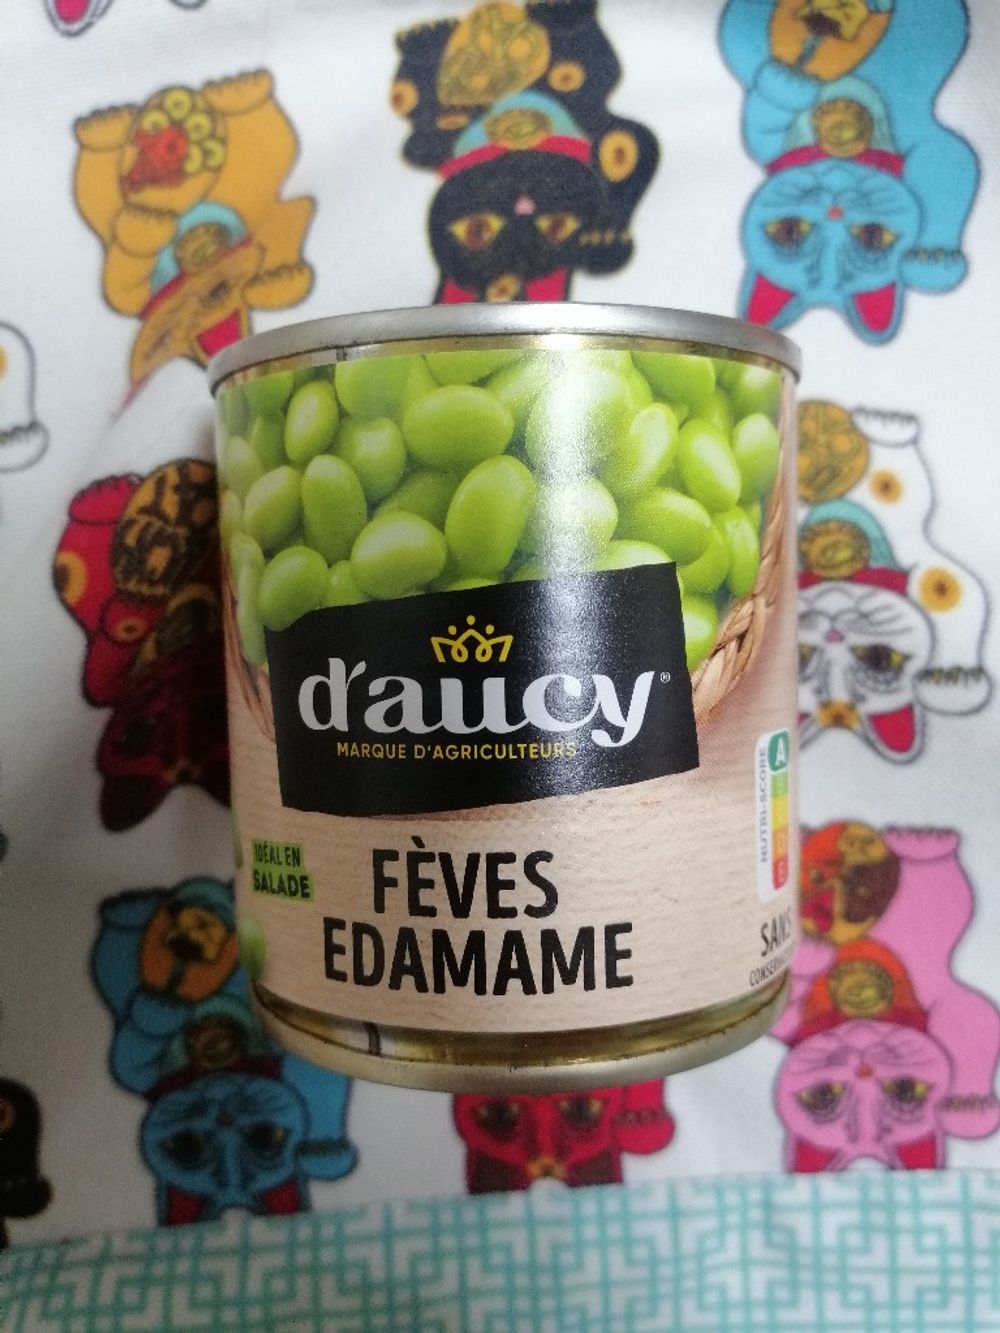 d'aucy®
MARQUE D'AGRICULTEURS
NUTRI-SCORE
A
IDÉAL EN
SALADE
FÈVES
EDAMAME
SANS